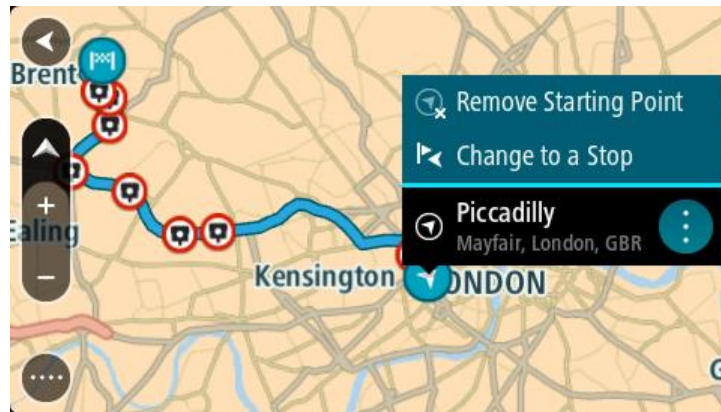 Brent
Remove Starting Point
Change to a Stop
Piccadilly
Mayfair, London, GBR
Ealing
Kensington
ONDON
G